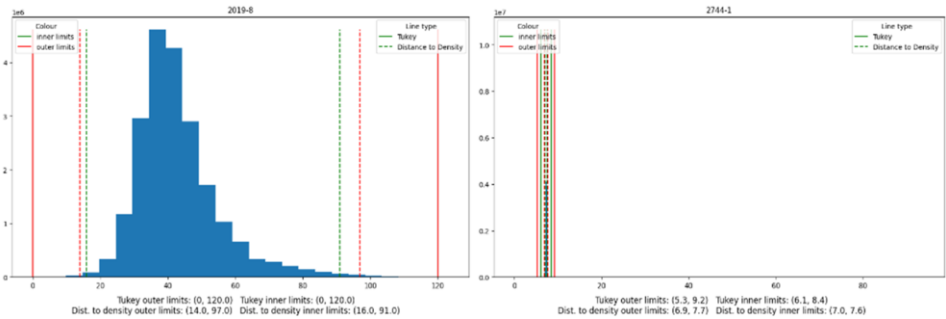 2019-8
1e6
Colour
inner limits
outer limits
Line type
Tukey
Distance to Density
4
3
2
1
0
0 20 40 60 80 100 120
Tukey outer limits: (0, 120.0) Tukey inner limits: (0, 120.0)
Dist. to density outer limits: (14.0, 97.0) Dist. to density inner limits: (16.0, 91.0)
2744-1
1e7
Colour
inner limits
outer limits
Line type
Tukey
Distance to Density
1.0
0.8
0.6
0.4
0.2
0.0
0 20 40 60 80
Tukey outer limits: (5.3, 9.2) Tukey inner limits: (6.1, 8.4)
Dist. to density outer limits: (6.9, 7.7) Dist. to density inner limits: (7.0, 7.6)